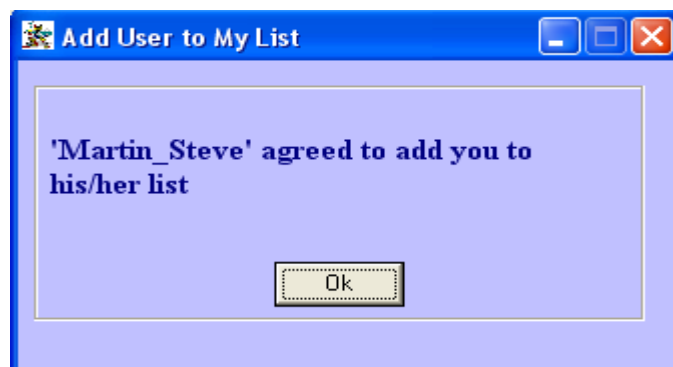 Add User to My List
'Martin_Steve' agreed to add you to
his/her list
Ok